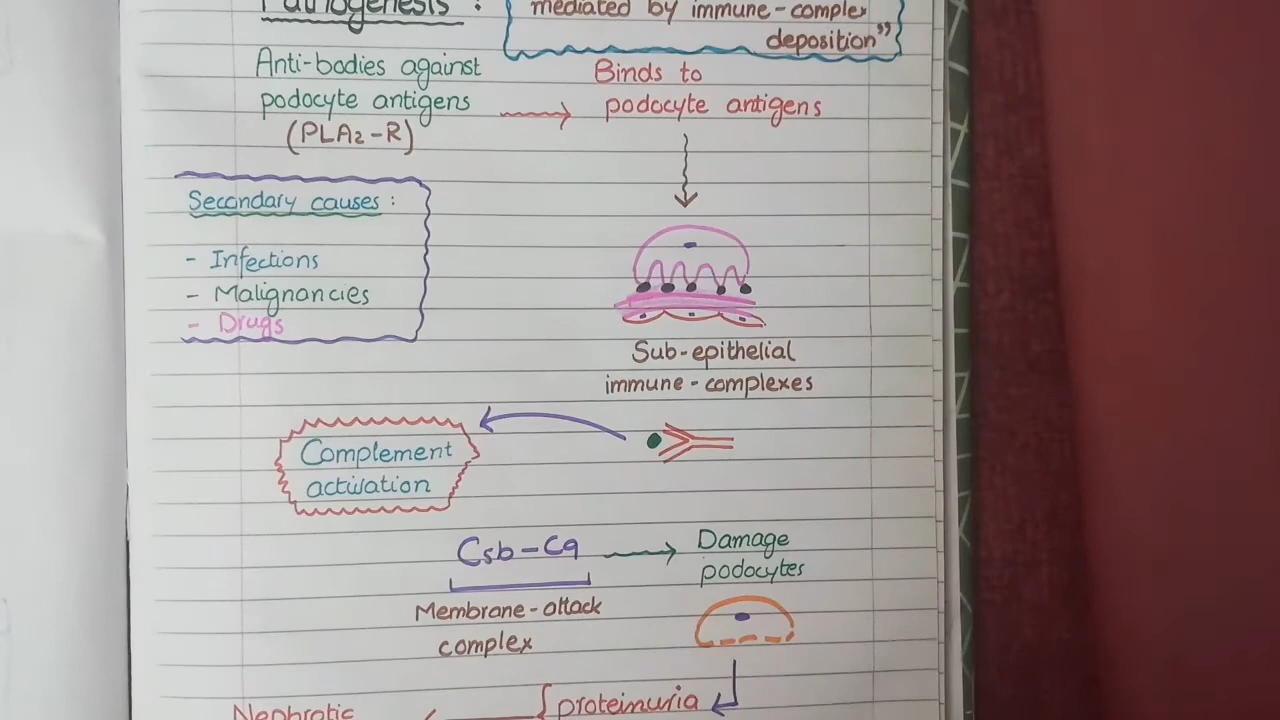 Pathogenesis :
mediated by immune-complex
deposition”
Anti-bodies against
podocyte antigens
(PLA2-R)
Binds to
podocyte antigens
Secondary causes :
- Infections
- Malignancies
- Drugs
Sub-epithelial
immune-complexes
Complement
activation
C5b-C9
Damage
podocytes
Membrane-attack
complex
proteinuria
Nephrotic